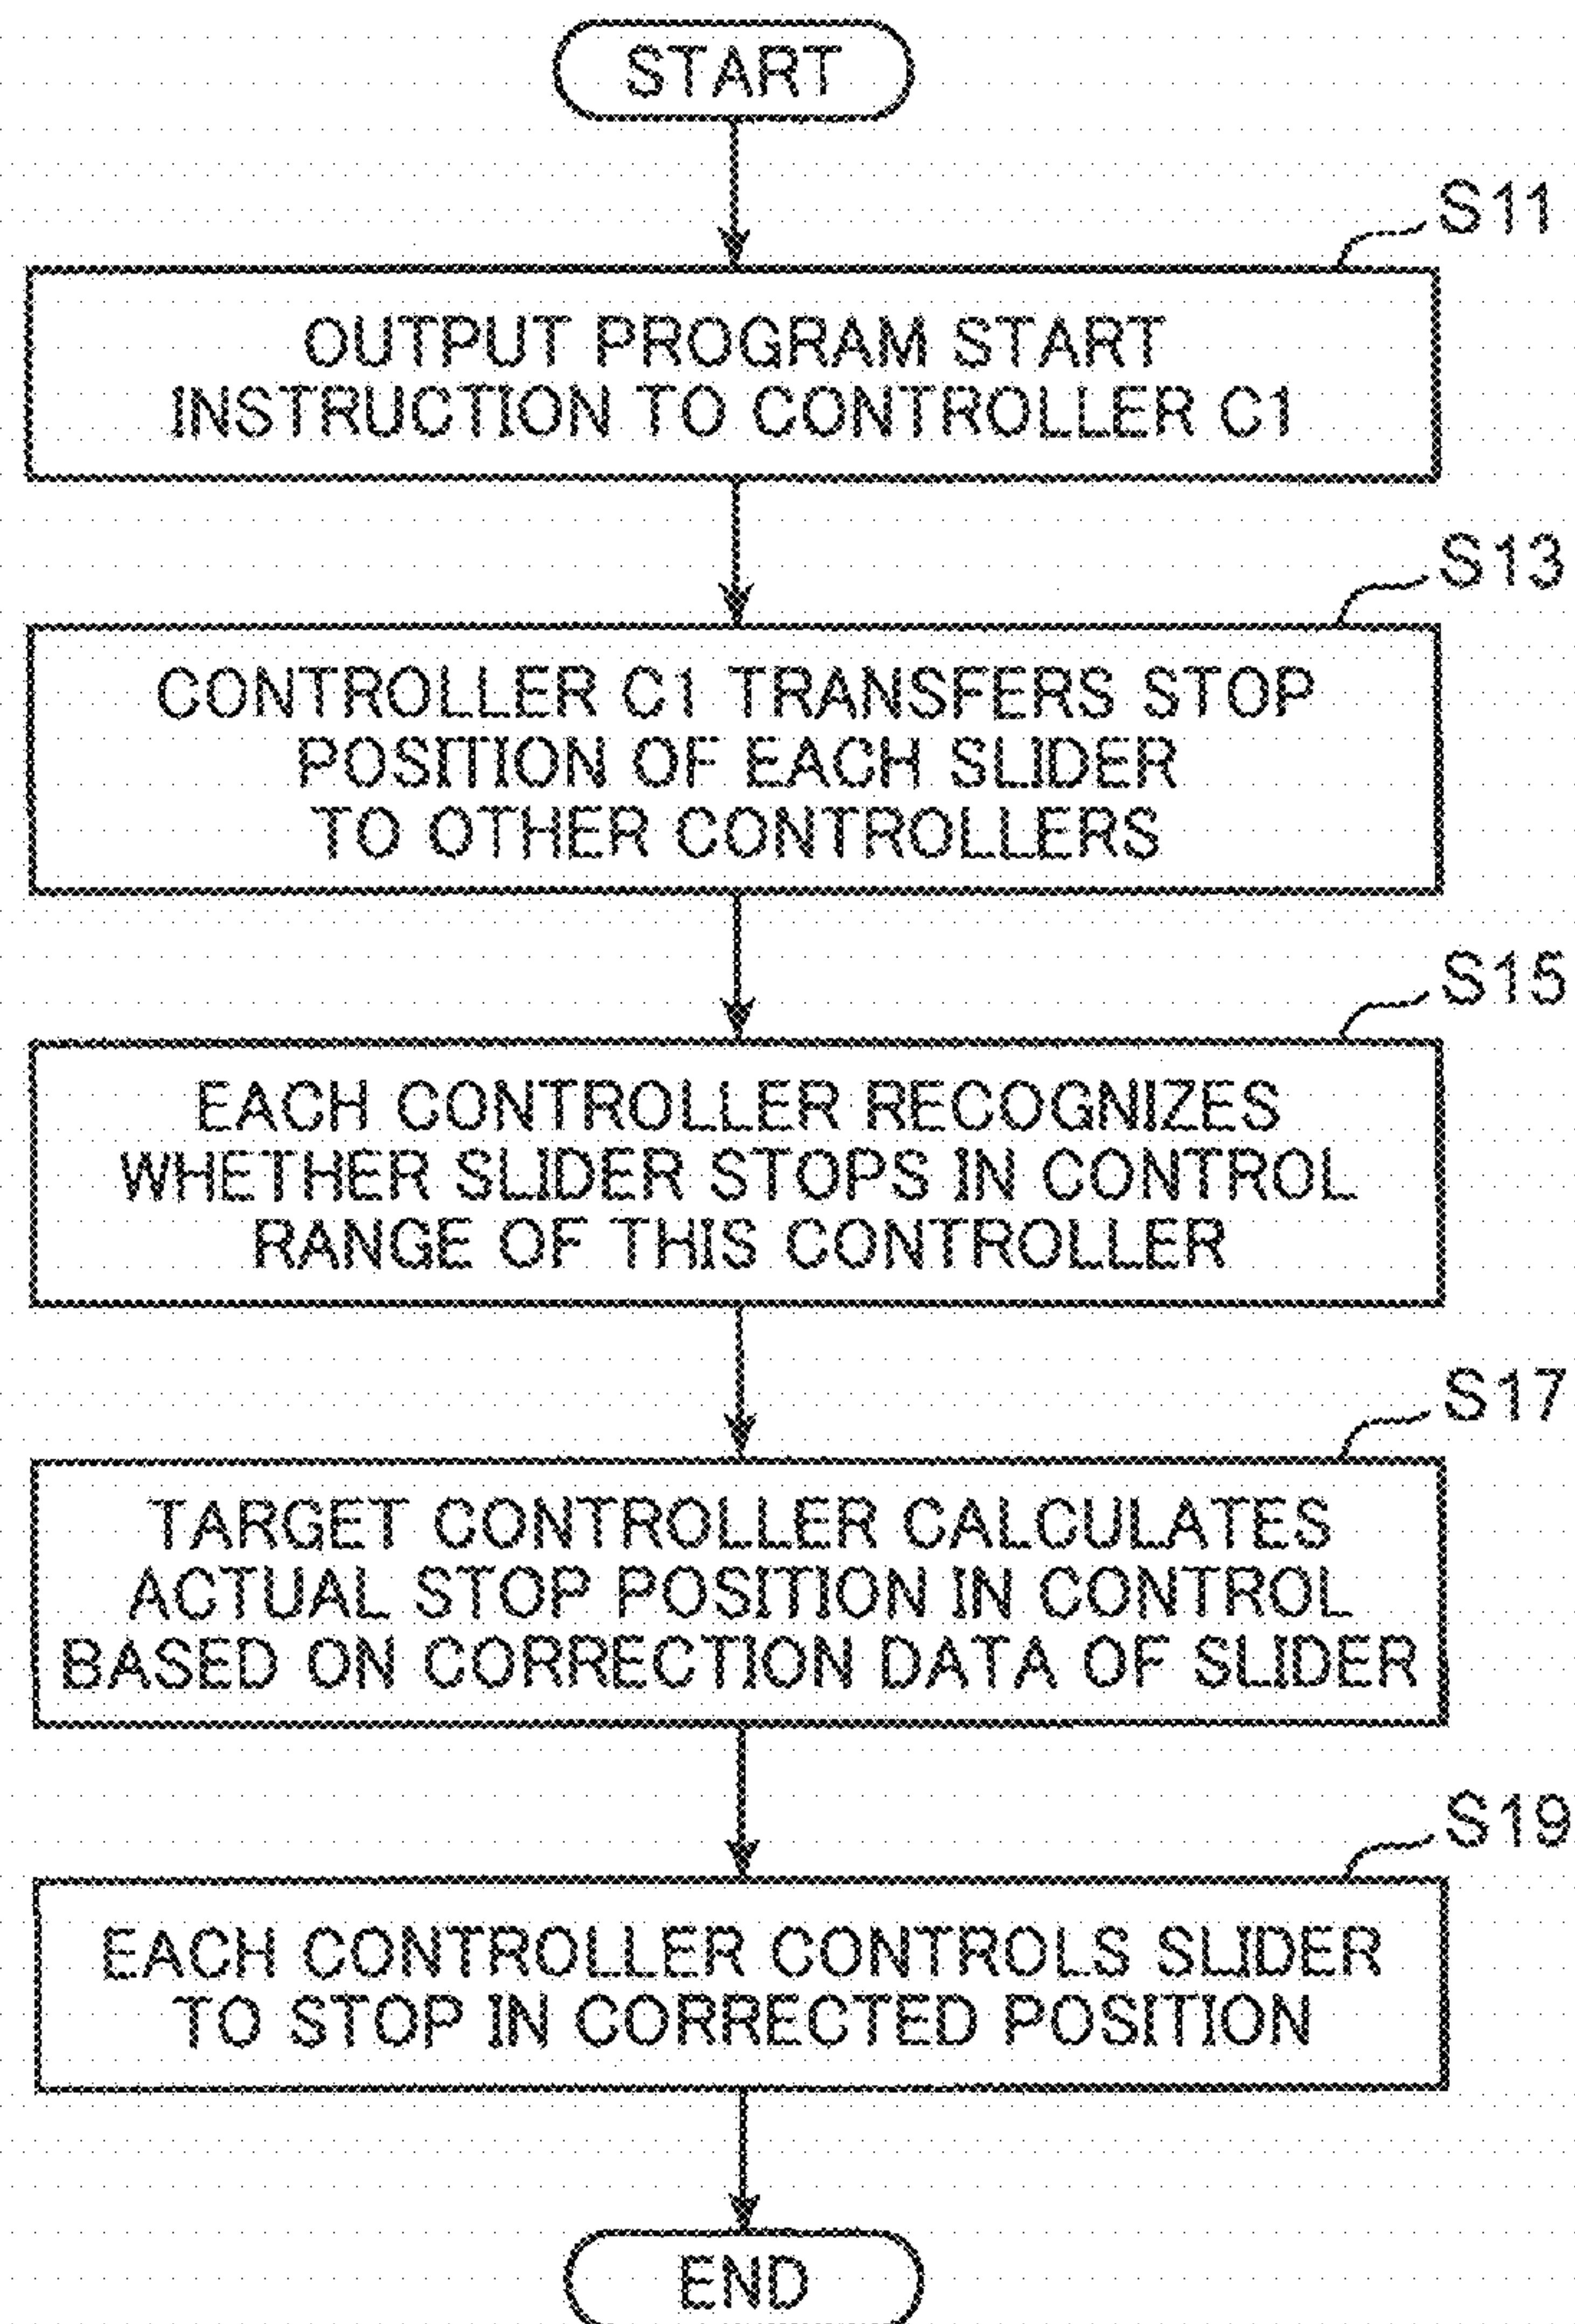 START
S11
OUTPUT PROGRAM START
INSTRUCTION TO CONTROLLER C1
S13
CONTROLLER C1 TRANSFERS STOP
POSITION OF EACH SLIDER
TO OTHER CONTROLLERS
S15
EACH CONTROLLER RECOGNIZES
WHETHER SLIDER STOPS IN CONTROL
RANGE OF THIS CONTROLLER
S17
TARGET CONTROLLER CALCULATES
ACTUAL STOP POSITION IN CONTROL
BASED ON CORRECTION DATA OF SLIDER
S19
EACH CONTROLLER CONTROLS SLIDER
TO STOP IN CORRECTED POSITION
END